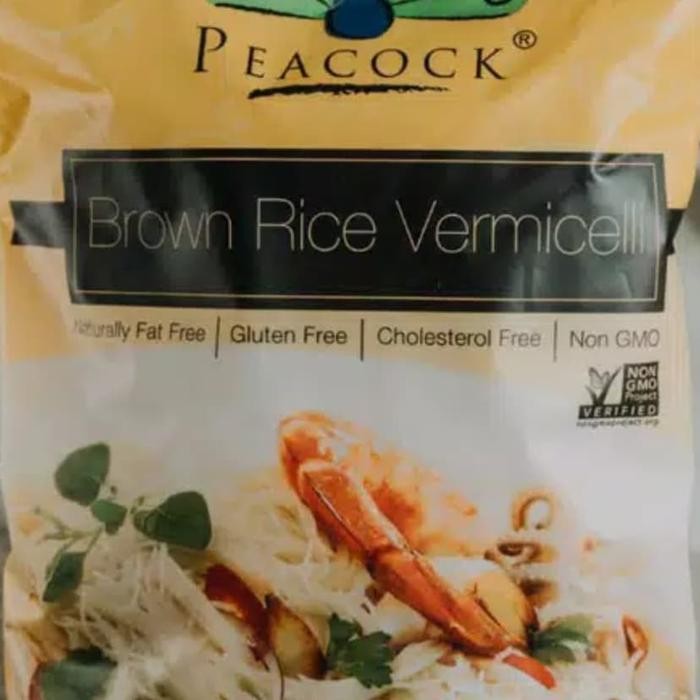 PEACOCK®
Brown Rice Vermicelli
Naturally Fat Free | Gluten Free | Cholesterol Free | Non GMO
NON
GMO
Project
VERIFIED
nongmoproject.org